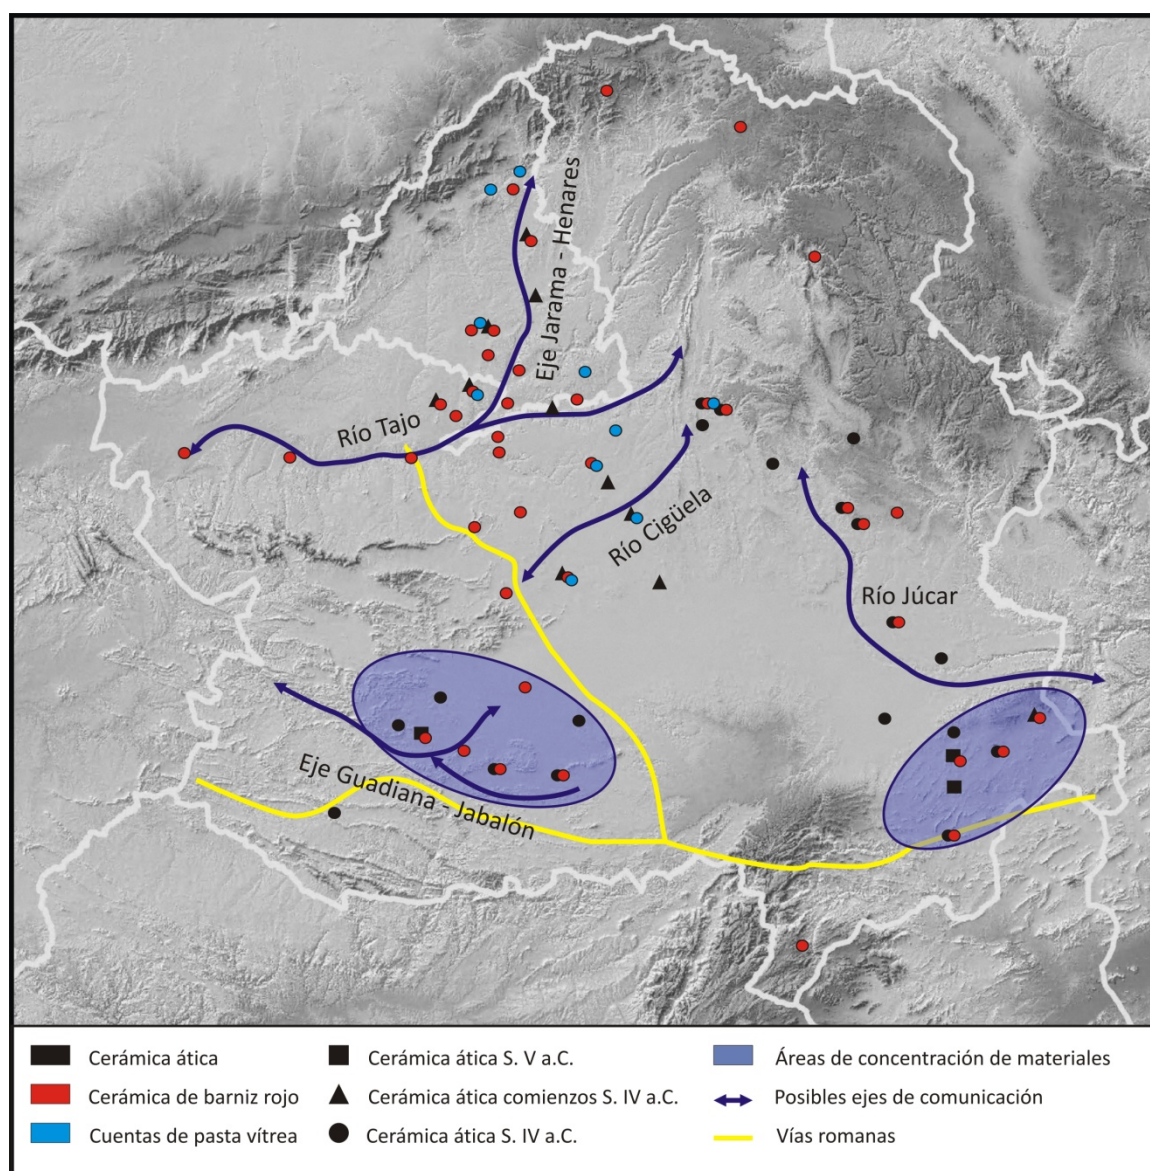 Eje Jarama - Henares
Río Tajo
Río Cigüela
Río Júcar
Eje Guadiana - Jabalón
Cerámica ática
Cerámica de barniz rojo
Cuentas de pasta vítrea
Cerámica ática S. V a.C.
Cerámica ática comienzos S. IV a.C.
Cerámica ática S. IV a.C.
Áreas de concentración de materiales
Posibles ejes de comunicación
Vías romanas